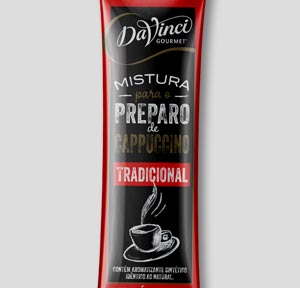 DaVinci
GOURMET
MISTURA
para o
PREPARO
de
CAPPUCCINO
TRADICIONAL
CONTÉM AROMATIZANTE SINTÉTICO
IDÊNTICO AO NATURAL.